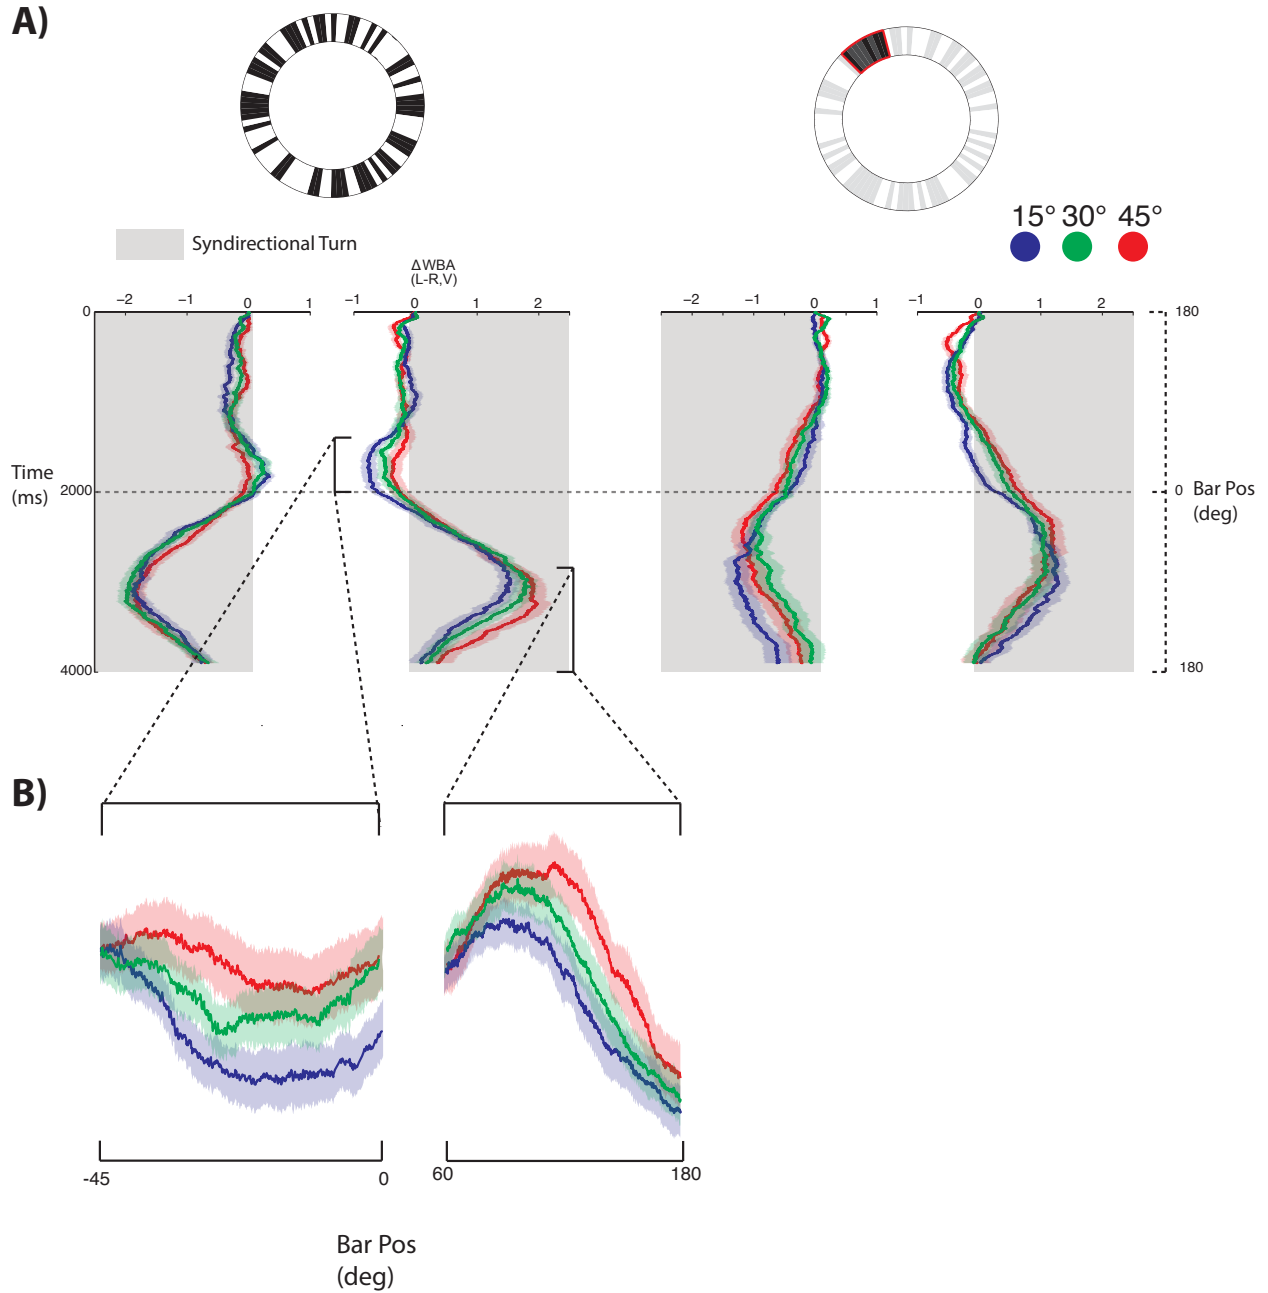 A)
15° 30° 45°
Syndirectional Turn
ΔWBA
(L-R,V)
−2 −1 0 1 −1 0 1 2 −2 −1 0 1 −1 0 1 2
0 180
Time
(ms)
2000 0 Bar Pos
(deg)
4000 180
B)
-45 0 60 180
Bar Pos
(deg)